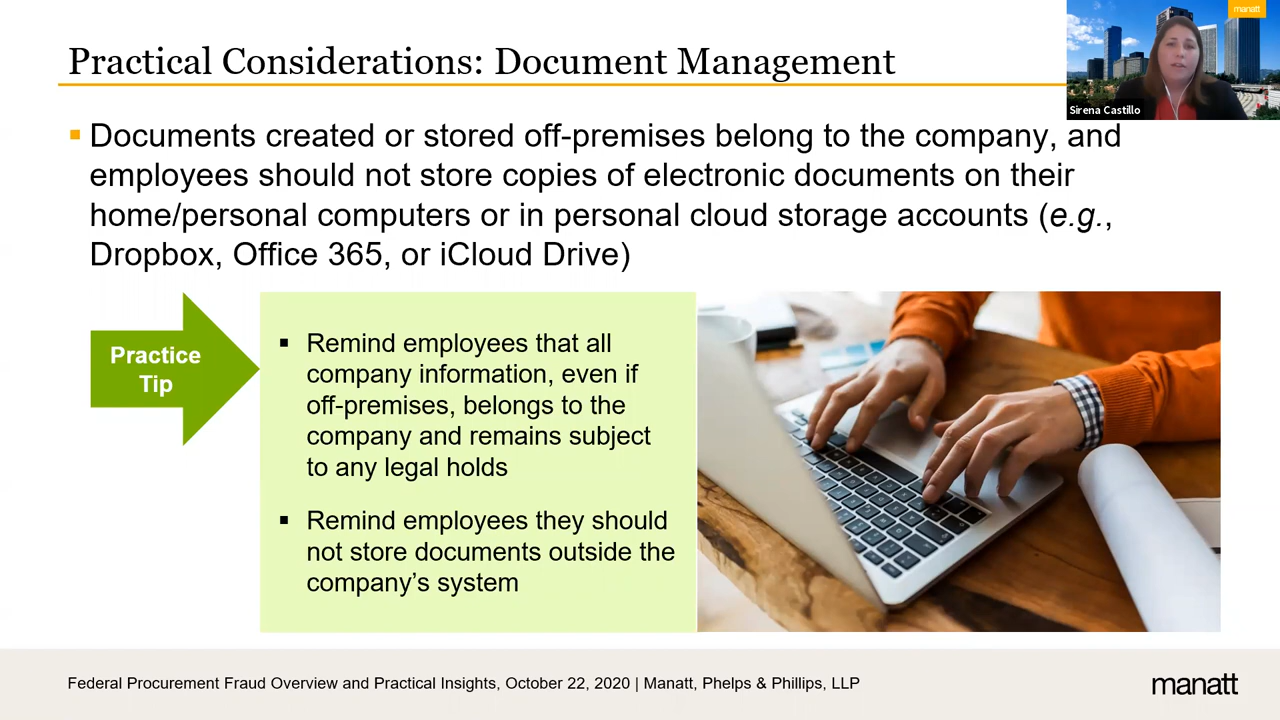 manatt
Practical Considerations: Document Management
Sirena Castillo
▪ Documents created or stored off-premises belong to the company, and
employees should not store copies of electronic documents on their
home/personal computers or in personal cloud storage accounts (e.g.,
Dropbox, Office 365, or iCloud Drive)
Practice
Tip
▪ Remind employees that all
company information, even if
off-premises, belongs to the
company and remains subject
to any legal holds
▪ Remind employees they should
not store documents outside the
company’s system
Federal Procurement Fraud Overview and Practical Insights, October 22, 2020 | Manatt, Phelps & Phillips, LLP
manatt